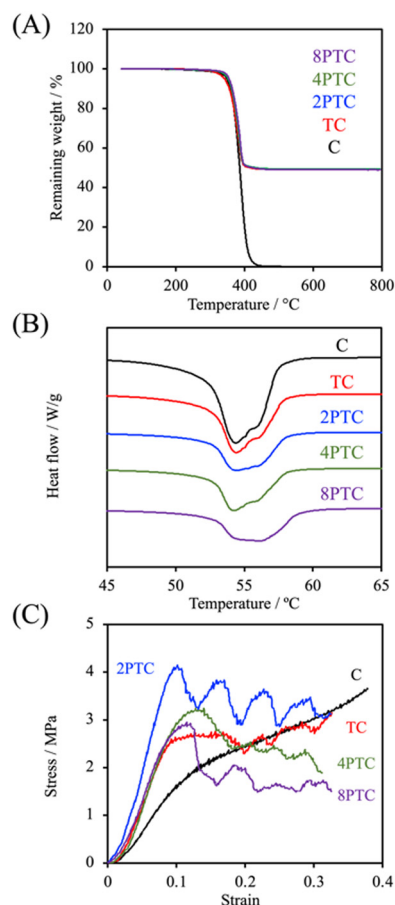 (A)
120
100
80
60
40
20
0
Remaining weight / %
8PTC
4PTC
2PTC
TC
C
0 200 400 600 800
Temperature / °C
(B)
Heat flow / W/g
C
TC
2PTC
4PTC
8PTC
45 50 55 60 65
Temperature / °C
(C)
5
4
3
2
1
0
Stress / MPa
2PTC
C
TC
4PTC
8PTC
0 0.1 0.2 0.3 0.4
Strain